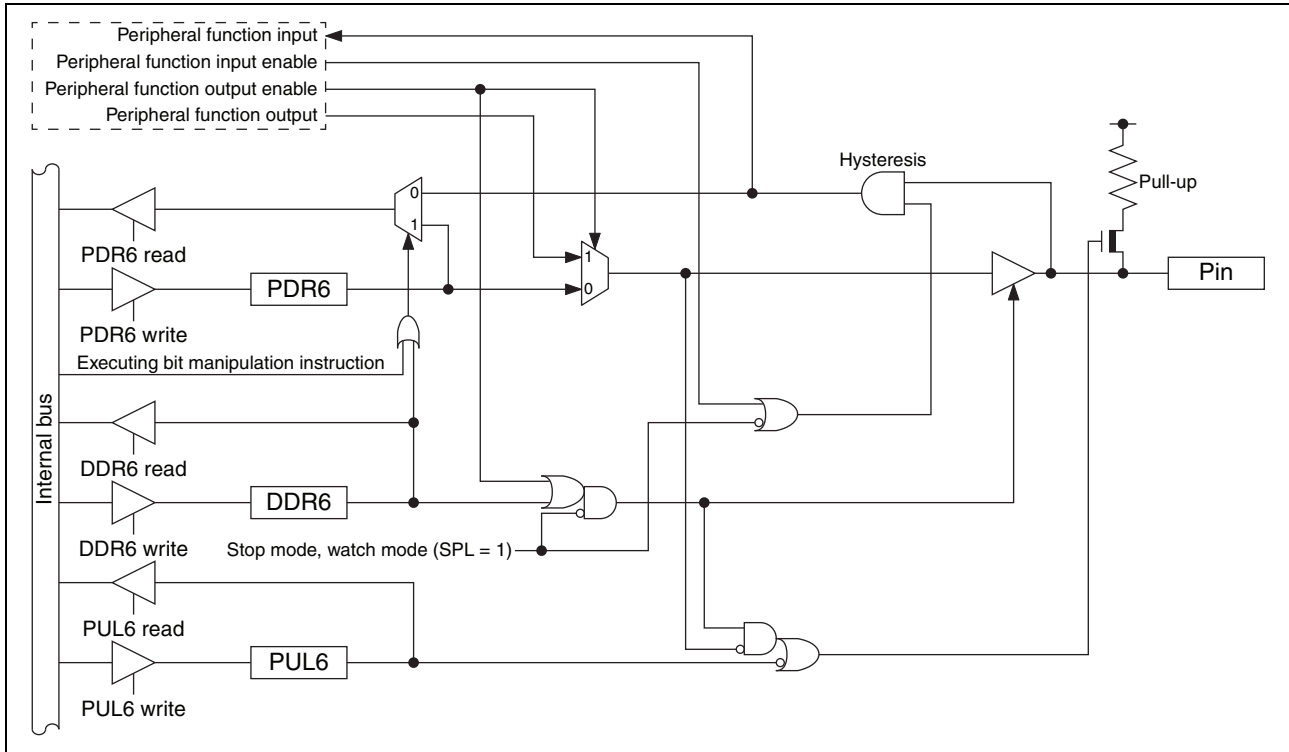 Peripheral function input
Peripheral function input enable
Peripheral function output enable
Peripheral function output
Hysteresis
Pull-up
0
1
PDR6 read
1
0
PDR6
Pin
PDR6 write
Executing bit manipulation instruction
Internal bus
DDR6 read
DDR6
DDR6 write
Stop mode, watch mode (SPL = 1)
PUL6 read
PUL6
PUL6 write